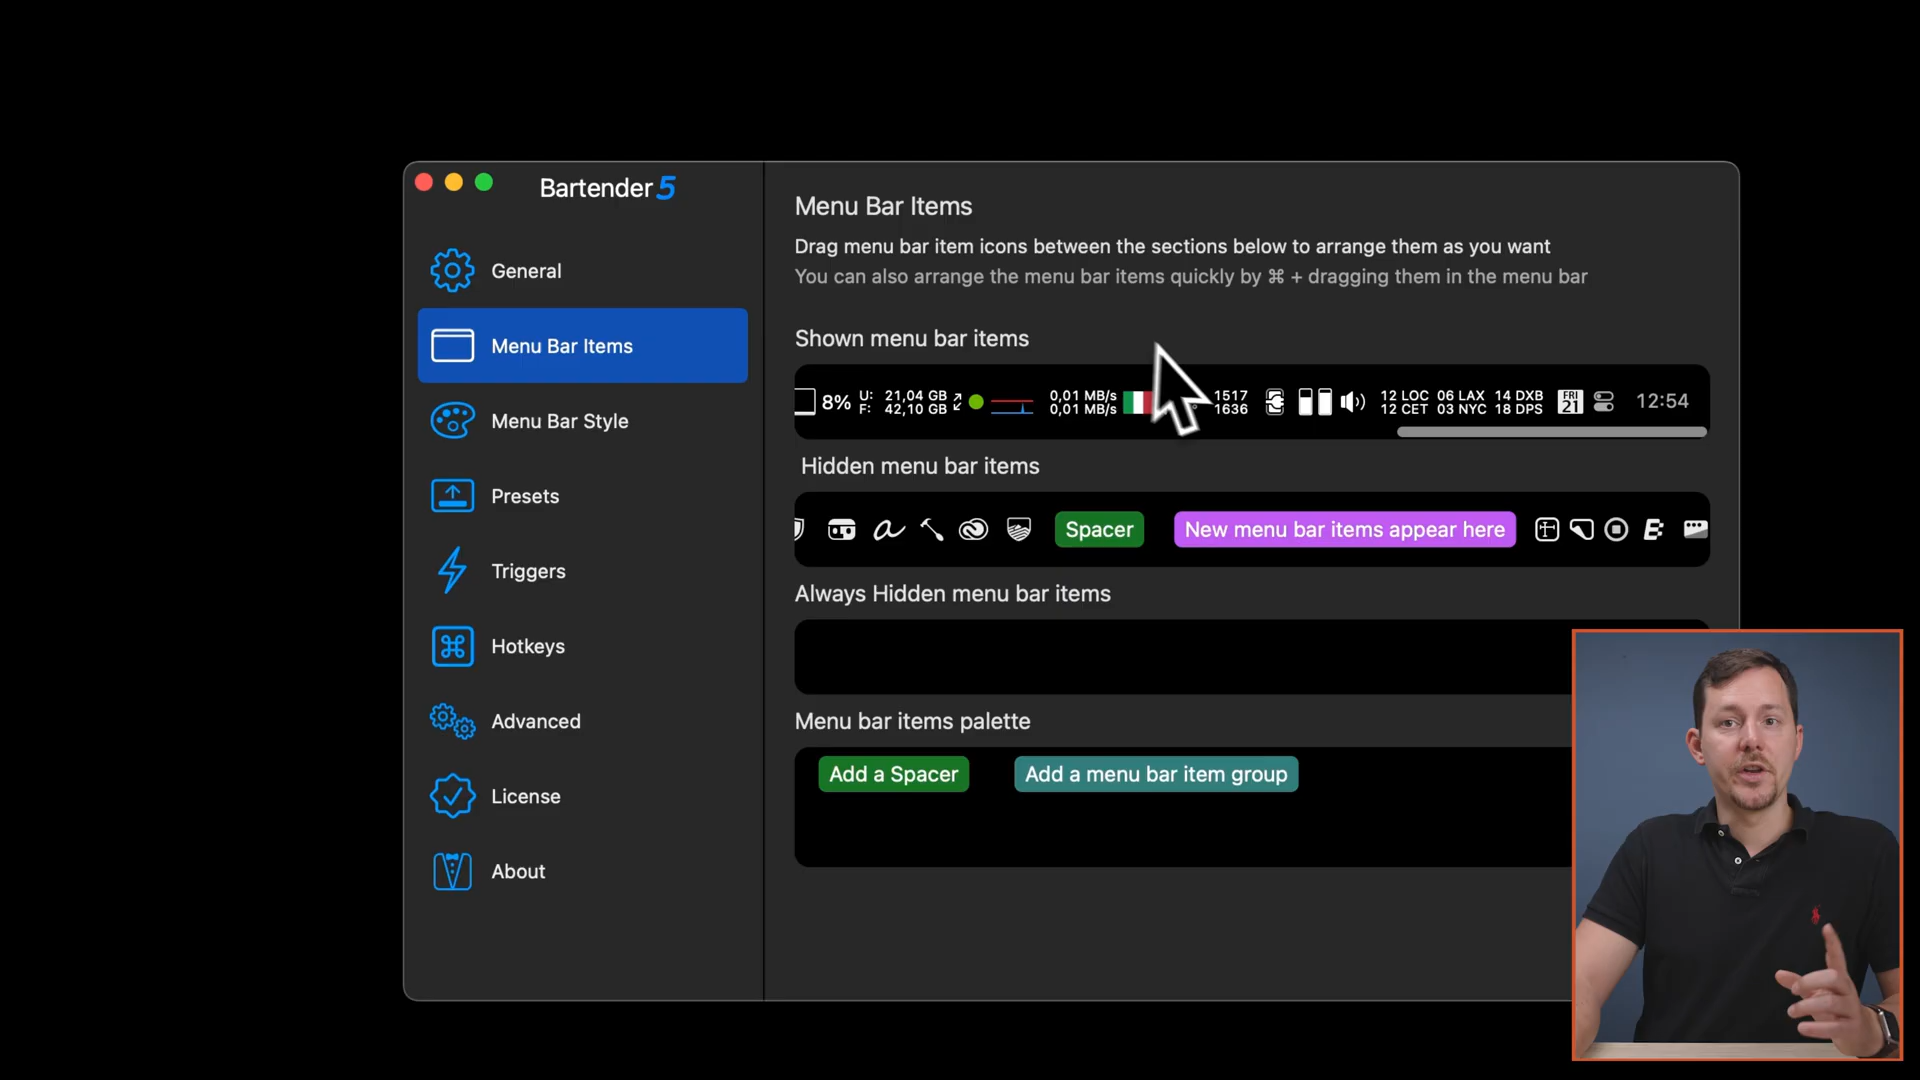 Bartender 5
General
Menu Bar Items
Menu Bar Style
Presets
Triggers
Hotkeys
Advanced
License
About
Menu Bar Items
Drag menu bar item icons between the sections below to arrange them as you want
You can also arrange the menu bar items quickly by ⌘ + dragging them in the menu bar
Shown menu bar items
8% U: 21,04 GB 0,01 MB/s 1517 12 LOC 06 LAX 14 DXB FRI 12:54
F: 42,10 GB 0,01 MB/s 1636 12 CET 03 NYC 18 DPS 21
Hidden menu bar items
Spacer New menu bar items appear here
Always Hidden menu bar items
Menu bar items palette
Add a Spacer Add a menu bar item group